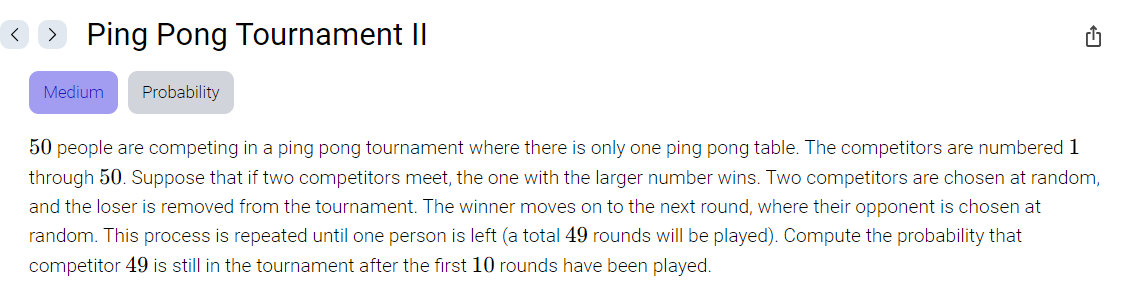 Ping Pong Tournament II
Medium Probability
50 people are competing in a ping pong tournament where there is only one ping pong table. The competitors are numbered 1
through 50. Suppose that if two competitors meet, the one with the larger number wins. Two competitors are chosen at random,
and the loser is removed from the tournament. The winner moves on to the next round, where their opponent is chosen at
random. This process is repeated until one person is left (a total 49 rounds will be played). Compute the probability that
competitor 49 is still in the tournament after the first 10 rounds have been played.